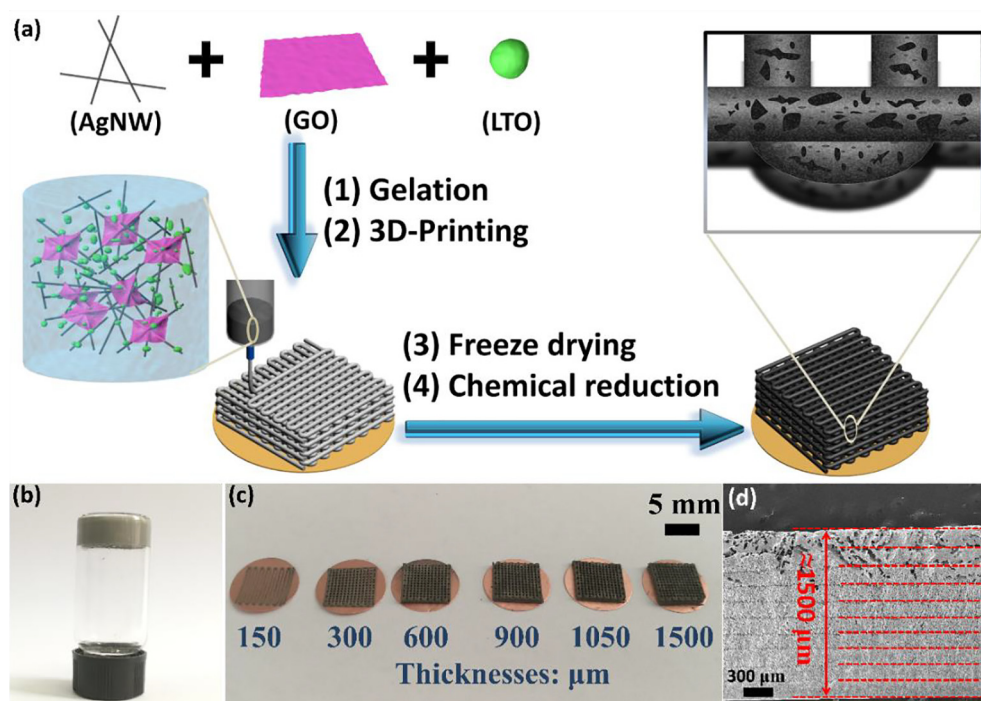 (a)
+
+
(AgNW)
(GO)
(LTO)
(1) Gelation
(2) 3D-Printing
(3) Freeze drying
(4) Chemical reduction
(b)
(c)
5 mm
150 300 600 900 1050 1500
Thicknesses: μm
(d)
≈1500 μm
300 μm